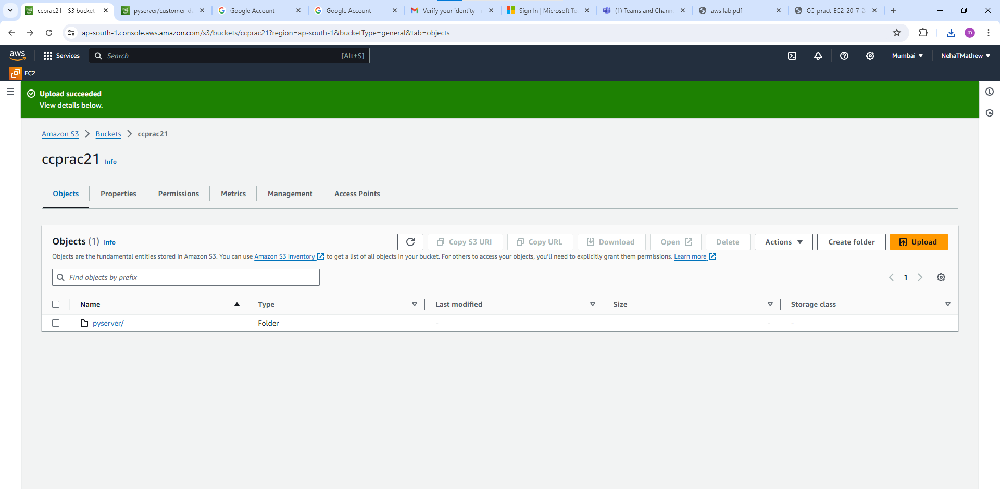 ccprac21 - S3 bucket
pyserver/customer_d
Google Account
Google Account
Verify your identity -
Sign In | Microsoft Te
(1) Teams and Chann
aws lab.pdf
CC-pract_EC2_20_7_2
ap-south-1.console.aws.amazon.com/s3/buckets/ccprac21?region=ap-south-1&bucketType=general&tab=objects
m
aws
Services
Search
[Alt+S]
Mumbai
NehaTMathew
EC2
Upload succeeded
View details below.
Amazon S3
Buckets
ccprac21
ccprac21 Info
Objects
Properties
Permissions
Metrics
Management
Access Points
Objects (1) Info
Copy S3 URI
Copy URL
Download
Open
Delete
Actions
Create folder
Upload
Objects are the fundamental entities stored in Amazon S3. You can use Amazon S3 inventory to get a list of all objects in your bucket. For others to access your objects, you'll need to explicitly grant them permissions. Learn more
Find objects by prefix
1
Name
Type
Last modified
Size
Storage class
pyserver/
Folder
-
-
-